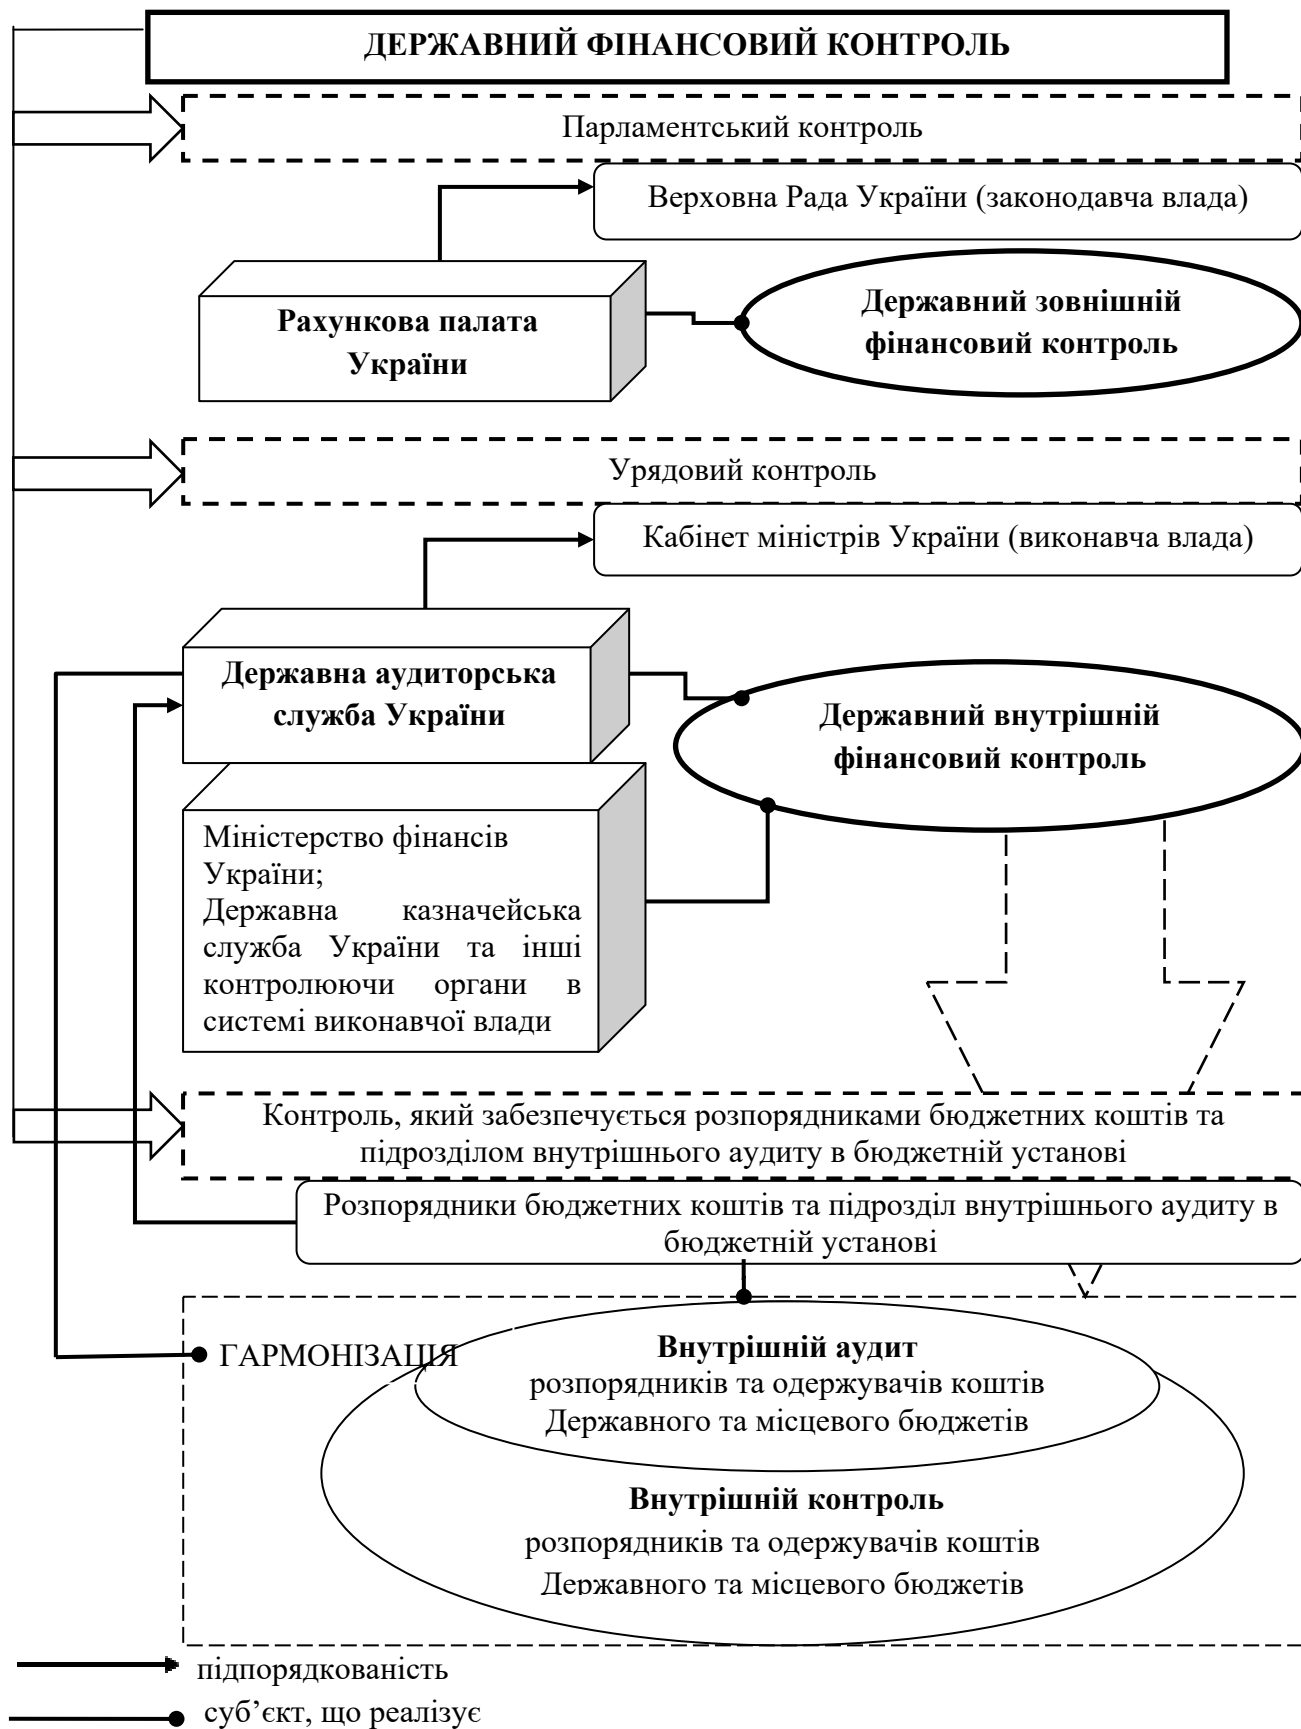 ДЕРЖАВНИЙ ФІНАНСОВИЙ КОНТРОЛЬ
Парламентський контроль
Верховна Рада України (законодавча влада)
Рахункова палата
України
Державний зовнішній
фінансовий контроль
Урядовий контроль
Кабінет міністрів України (виконавча влада)
Державна аудиторська
служба України
Державний внутрішній
фінансовий контроль
Міністерство фінансів
України;
Державна казначейська
служба України та інші
контролюючи органи в
системі виконавчої влади
Контроль, який забезпечується розпорядниками бюджетних коштів та
підрозділом внутрішнього аудиту в бюджетній установі
Розпорядники бюджетних коштів та підрозділ внутрішнього аудиту в
бюджетній установі
ГАРМОНІЗАЦІЯ
Внутрішній аудит
розпорядників та одержувачів коштів
Державного та місцевого бюджетів
Внутрішній контроль
розпорядників та одержувачів коштів
Державного та місцевого бюджетів
підпорядкованість
суб’єкт, що реалізує